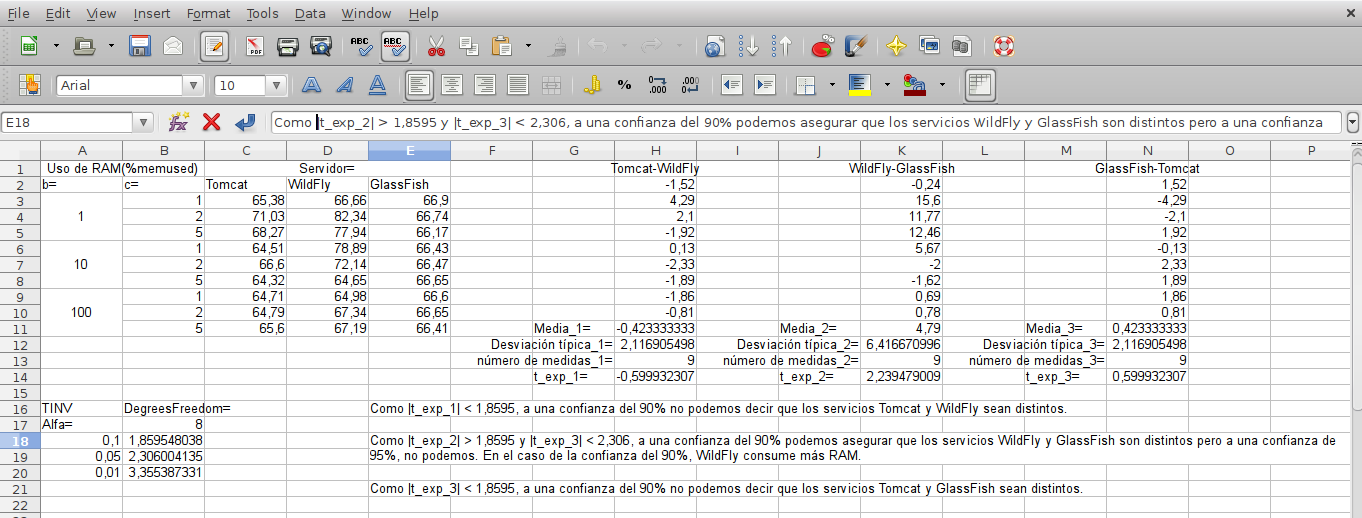 File Edit View Insert Format Tools Data Window Help
PDF ABC ABC
Arial 10 A A A % 0→ .000 .000 0
E18 Como |t_exp_2| > 1,8595 y |t_exp_3| < 2,306, a una confianza del 90% podemos asegurar que los servicios WildFly y GlassFish son distintos pero a una confianza
A B C D E F G H I J K L M N O P
1 Uso de RAM(%memused) Servidor= Tomcat-WildFly WildFly-GlassFish GlassFish-Tomcat
2 b= c= Tomcat WildFly GlassFish -1,52 -0,24 1,52
3 1 65,38 66,66 66,9 4,29 15,6 -4,29
4 1 2 71,03 82,34 66,74 2,1 11,77 -2,1
5 5 68,27 77,94 66,17 -1,92 12,46 1,92
6 1 64,51 78,89 66,43 0,13 5,67 -0,13
7 10 2 66,6 72,14 66,47 -2,33 -2 2,33
8 5 64,32 64,65 66,65 -1,89 -1,62 1,89
9 1 64,71 64,98 66,6 -1,86 0,69 1,86
10 100 2 64,79 67,34 66,65 -0,81 0,78 0,81
11 5 65,6 67,19 66,41 Media_1= -0,423333333 Media_2= 4,79 Media_3= 0,423333333
12 Desviación típica_1= 2,116905498 Desviación típica_2= 6,416670996 Desviación típica_3= 2,116905498
13 número de medidas_1= 9 número de medidas_2= 9 número de medidas_3= 9
14 t_exp_1= -0,599932307 t_exp_2= 2,239479009 t_exp_3= 0,599932307
15
16 TINV DegreesFreedom= Como |t_exp_1| < 1,8595, a una confianza del 90% no podemos decir que los servicios Tomcat y WildFly sean distintos.
17 Alfa= 8
18 0,1 1,859548038 Como |t_exp_2| > 1,8595 y |t_exp_3| < 2,306, a una confianza del 90% podemos asegurar que los servicios WildFly y GlassFish son distintos pero a una confianza de
19 0,05 2,306004135 95%, no podemos. En el caso de la confianza del 90%, WildFly consume más RAM.
20 0,01 3,355387331
21 Como |t_exp_3| < 1,8595, a una confianza del 90% no podemos decir que los servicios Tomcat y GlassFish sean distintos.
22